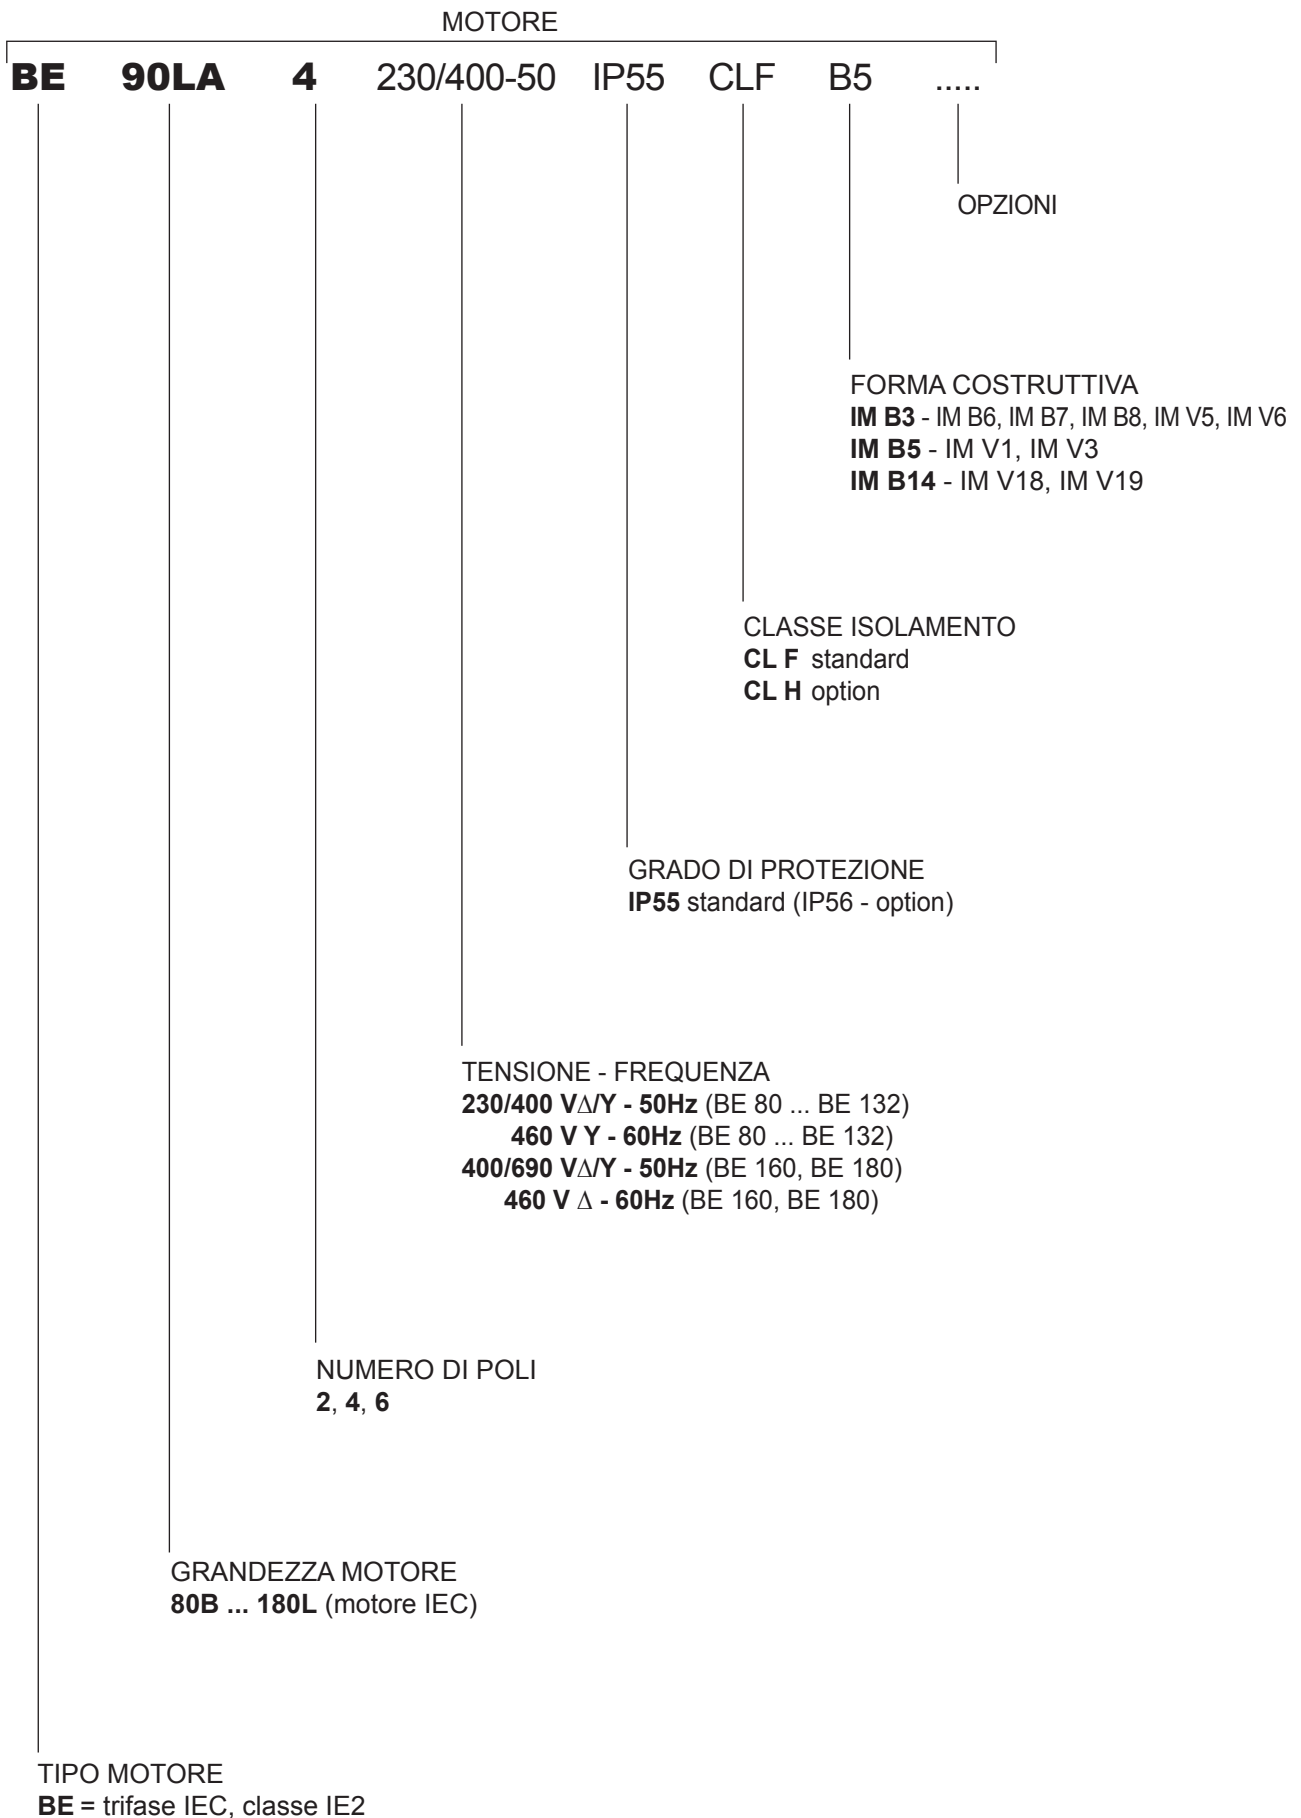 MOTORE
BE 90LA 4 230/400-50 IP55 CLF B5 .....
OPZIONI
FORMA COSTRUTTIVA
IM B3 - IM B6, IM B7, IM B8, IM V5, IM V6
IM B5 - IM V1, IM V3
IM B14 - IM V18, IM V19
CLASSE ISOLAMENTO
CL F standard
CL H option
GRADO DI PROTEZIONE
IP55 standard (IP56 - option)
TENSIONE - FREQUENZA
230/400 V∆/Y - 50Hz (BE 80 ... BE 132)
460 V Y - 60Hz (BE 80 ... BE 132)
400/690 V∆/Y - 50Hz (BE 160, BE 180)
460 V ∆ - 60Hz (BE 160, BE 180)
NUMERO DI POLI
2, 4, 6
GRANDEZZA MOTORE
80B ... 180L (motore IEC)
TIPO MOTORE
BE = trifase IEC, classe IE2